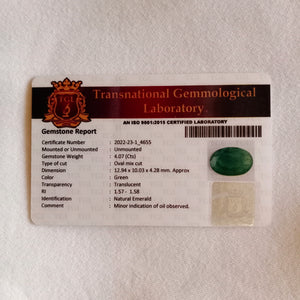 TGL
Transnational Gemmological
Laboratory..
AN ISO 9001:2015 CERTIFIED LABORATORY
Gemstone Report
Certificate Number : 2022-23-1_4655
Mounted or Unmounted : Unmounted
Gemstone Weight : 4.07 (Cts)
Type of cut : Oval mix cut
Dimension : 12.94 x 10.03 x 4.28 mm. Approx
Color : Green
Transparency : Translucent
RI : 1.57 - 1.58
Identification : Natural Emerald
Comment : Minor indication of oil observed.